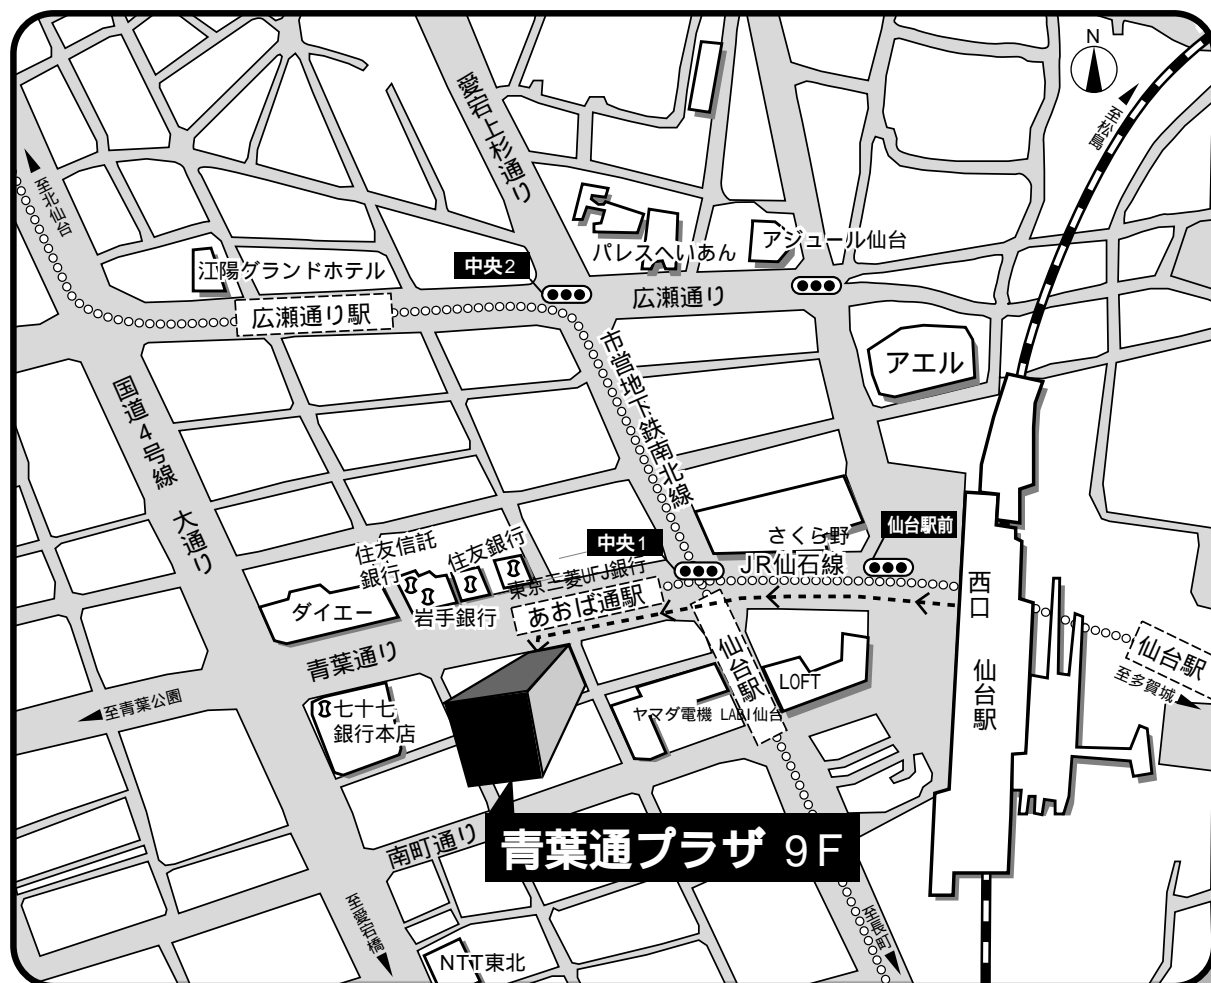 N
愛宕上杉通り
至松島
至北仙台
パレスへいあん
アジュール仙台
中央2
江陽グランドホテル
広瀬通り
広瀬通り駅
市営地下鉄南北線
アエル
国道4号線 大通り
仙台駅前
さくら野
中央1
JR仙石線
住友信託
銀行
住友銀行
東京三菱UFJ銀行
あおば通駅
ダイエー
岩手銀行
西口 仙台駅
仙台駅
仙台駅
至多賀城
青葉通り
LOFT
至青葉公園
七十七
銀行本店
ヤマダ電機 LABI仙台
青葉通プラザ 9F
南町通り
至愛宕橋
至長町
NTT東北